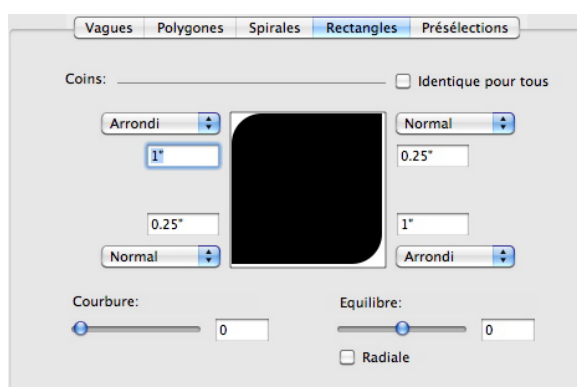 Vagues Polygones Spirales Rectangles Présélections
Coins: Identique pour tous
Arrondi Normal
1" 0.25"
0.25" 1"
Normal Arrondi
Courbure: Equilibre:
0 0
Radiale